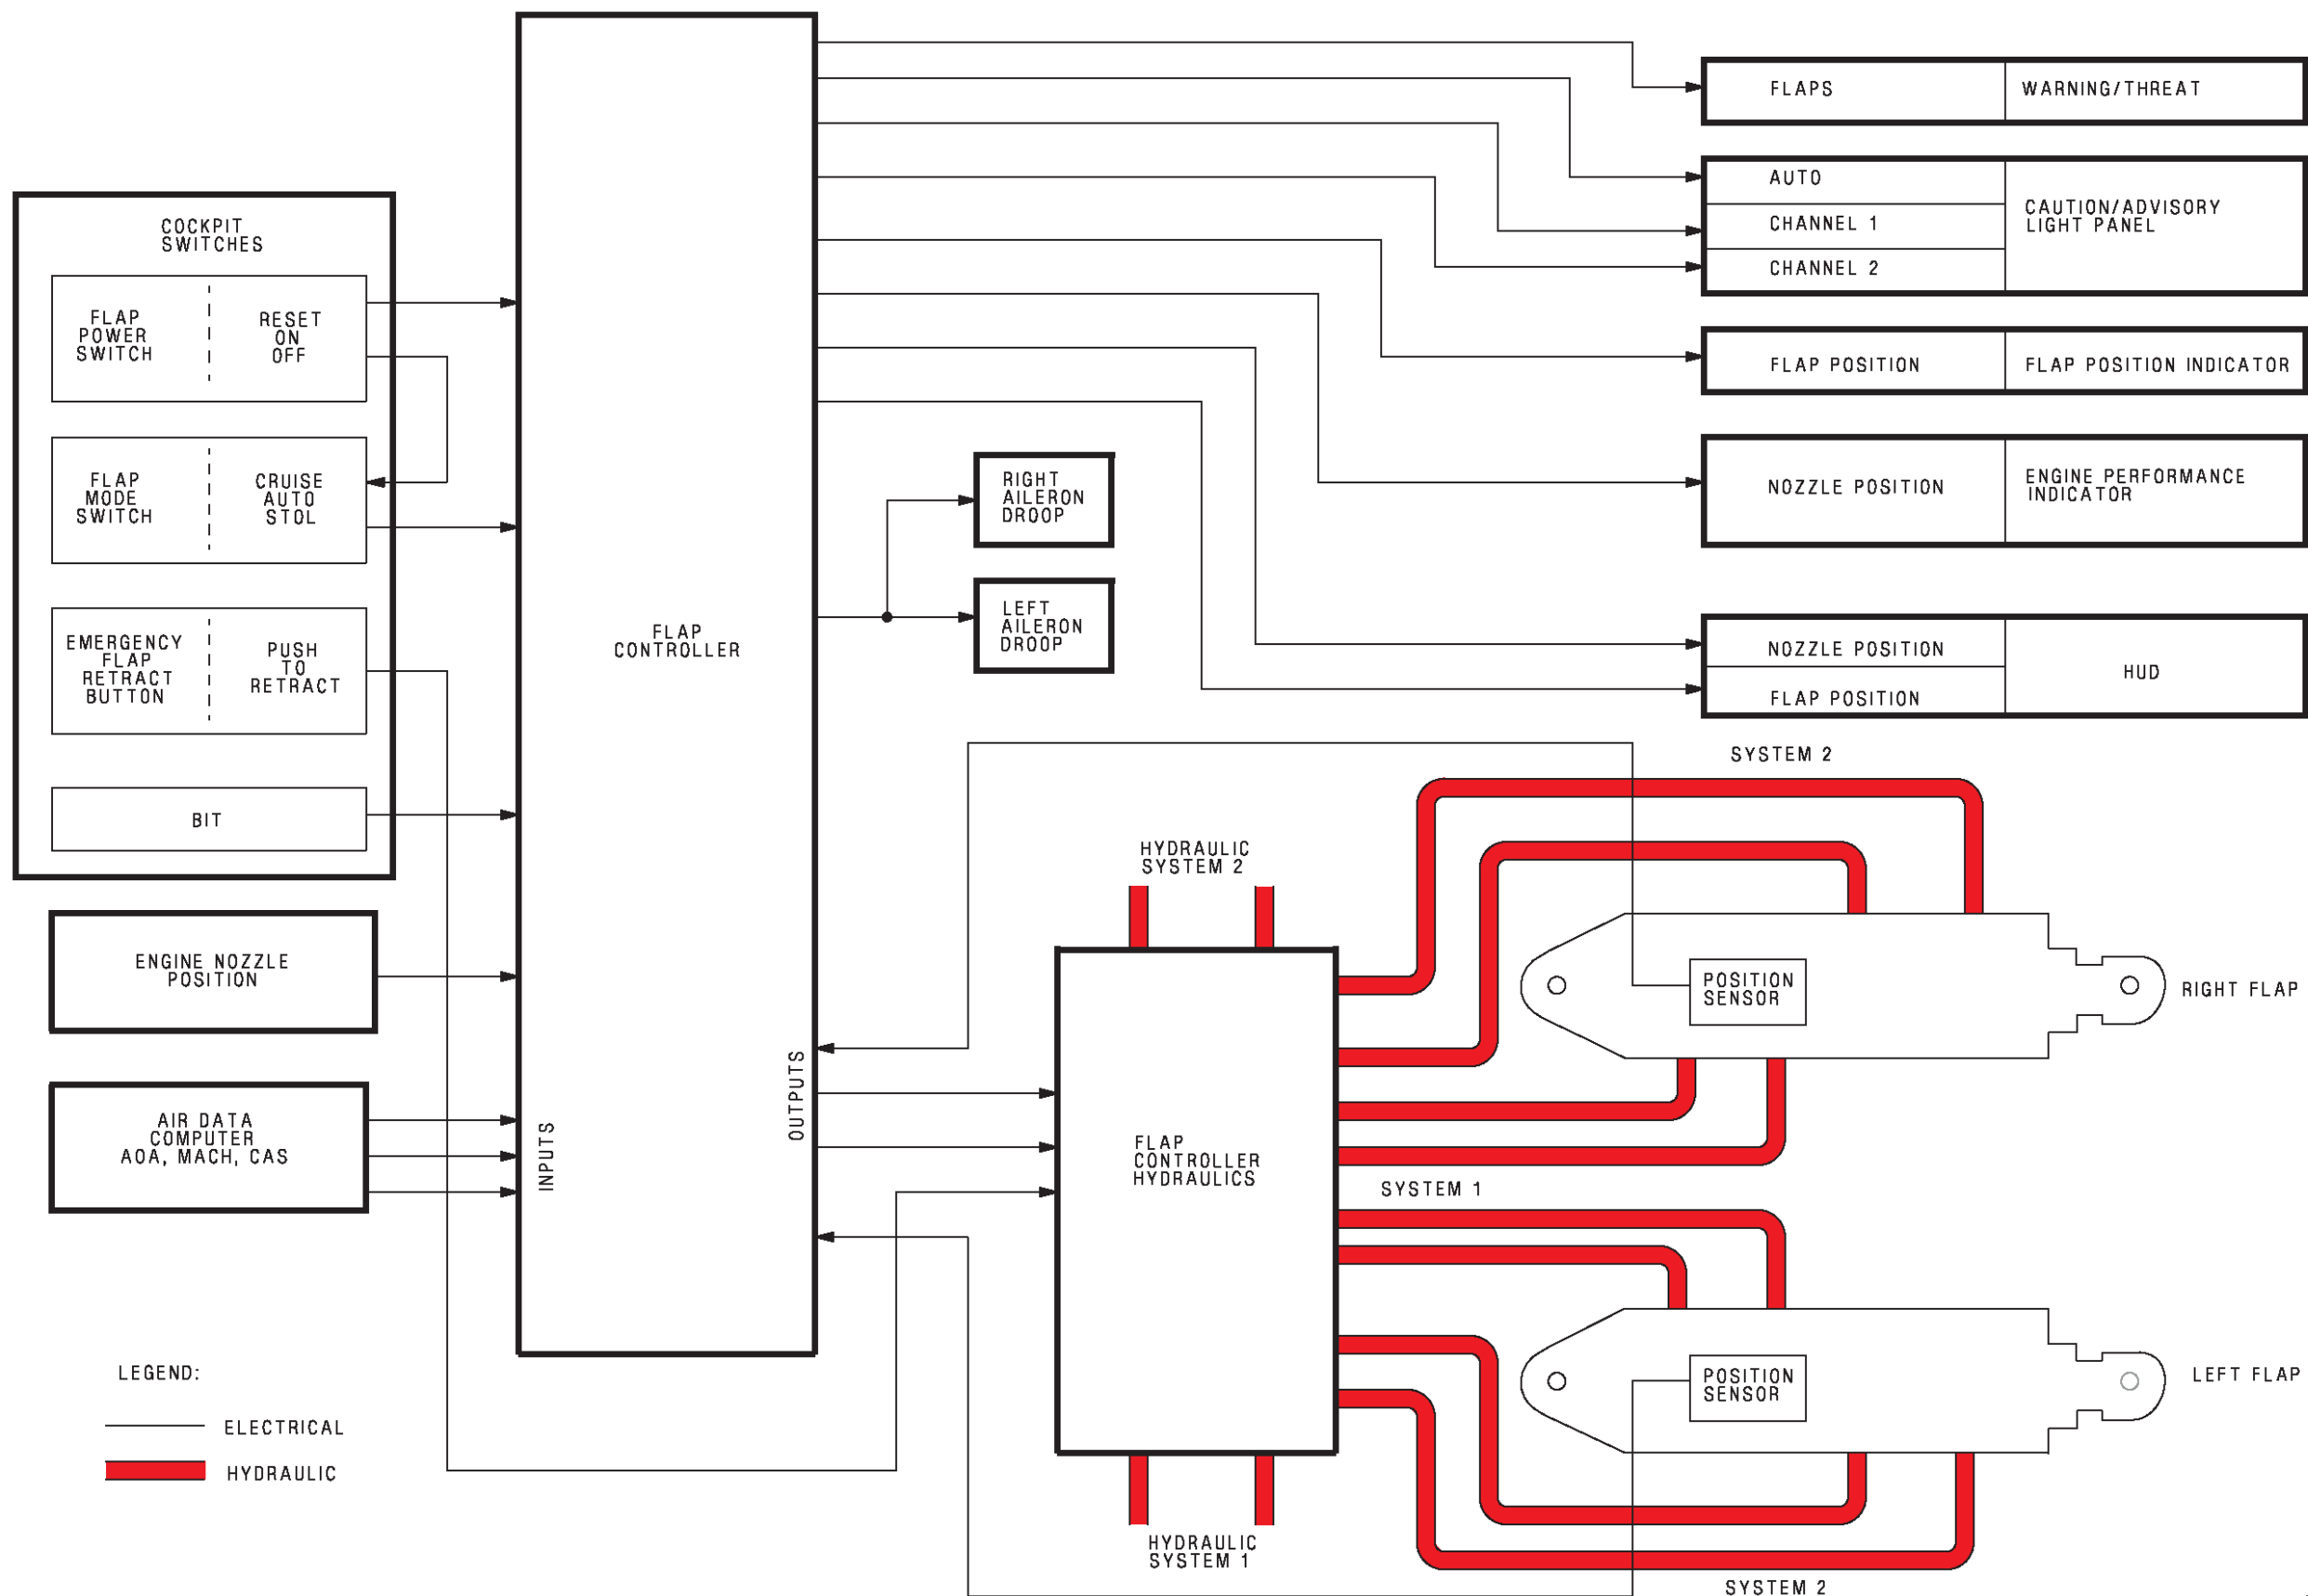 COCKPIT
SWITCHES
FLAP
POWER
SWITCH
RESET
ON
OFF
FLAP
MODE
SWITCH
CRUISE
AUTO
STOL
EMERGENCY
FLAP
RETRACT
BUTTON
PUSH
TO
RETRACT
BIT
ENGINE NOZZLE
POSITION
AIR DATA
COMPUTER
AOA, MACH, CAS
INPUTS
FLAP
CONTROLLER
OUTPUTS
FLAPS
WARNING/THREAT
AUTO
CHANNEL 1
CHANNEL 2
CAUTION/ADVISORY
LIGHT PANEL
FLAP POSITION
FLAP POSITION INDICATOR
NOZZLE POSITION
ENGINE PERFORMANCE
INDICATOR
NOZZLE POSITION
FLAP POSITION
HUD
RIGHT
AILERON
DROOP
LEFT
AILERON
DROOP
SYSTEM 2
HYDRAULIC
SYSTEM 2
POSITION
SENSOR
RIGHT FLAP
FLAP
CONTROLLER
HYDRAULICS
SYSTEM 1
POSITION
SENSOR
LEFT FLAP
HYDRAULIC
SYSTEM 1
SYSTEM 2
LEGEND:
ELECTRICAL
HYDRAULIC